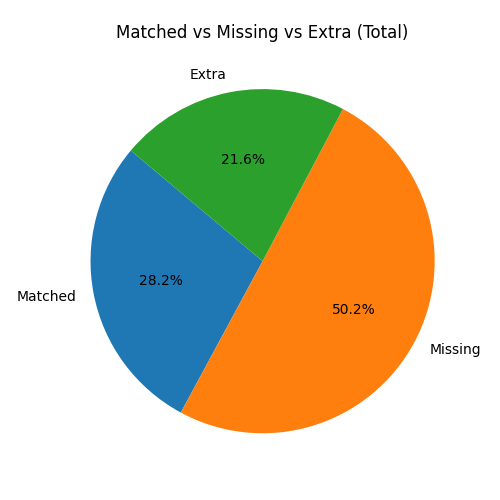 Matched vs Missing vs Extra (Total)
Extra
21.6%
28.2%
Matched
50.2%
Missing